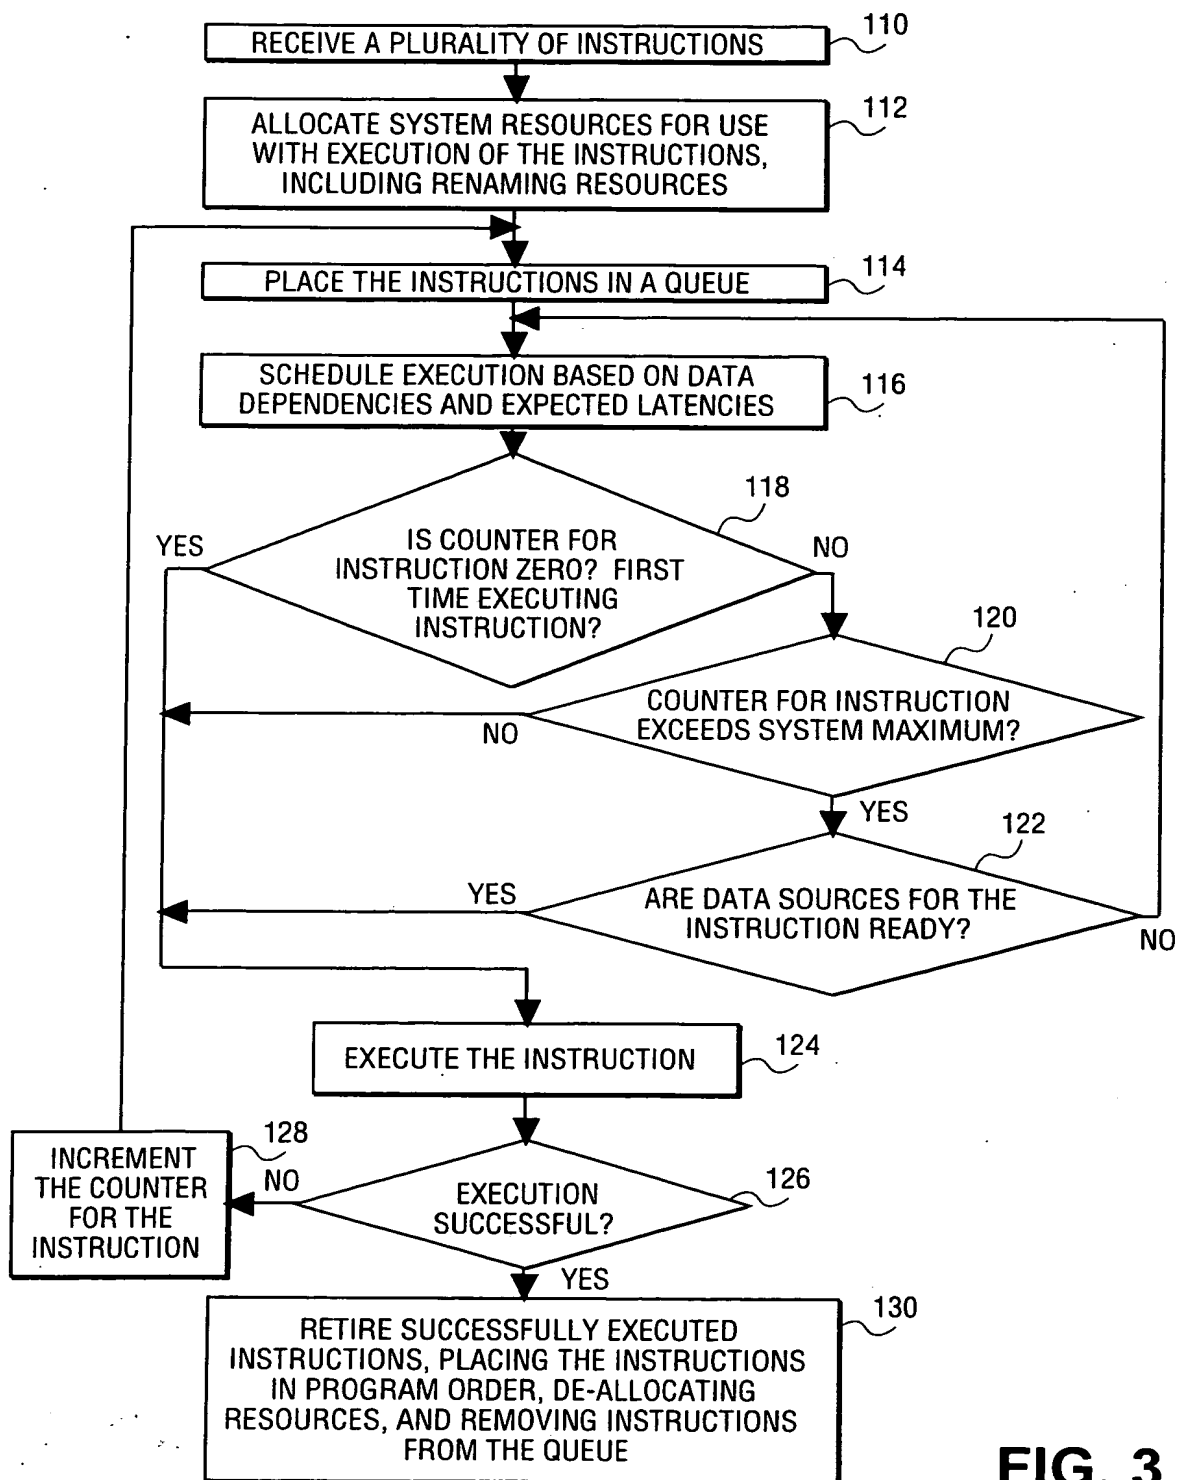 110
RECEIVE A PLURALITY OF INSTRUCTIONS
112
ALLOCATE SYSTEM RESOURCES FOR USE
WITH EXECUTION OF THE INSTRUCTIONS,
INCLUDING RENAMING RESOURCES
114
PLACE THE INSTRUCTIONS IN A QUEUE
116
SCHEDULE EXECUTION BASED ON DATA
DEPENDENCIES AND EXPECTED LATENCIES
118
YES
IS COUNTER FOR
INSTRUCTION ZERO? FIRST
TIME EXECUTING
INSTRUCTION?
NO
120
COUNTER FOR INSTRUCTION
EXCEEDS SYSTEM MAXIMUM?
NO
YES
122
YES
ARE DATA SOURCES FOR THE
INSTRUCTION READY?
NO
124
EXECUTE THE INSTRUCTION
128
INCREMENT
THE COUNTER
FOR THE
INSTRUCTION
NO
126
EXECUTION
SUCCESSFUL?
YES
130
RETIRE SUCCESSFULLY EXECUTED
INSTRUCTIONS, PLACING THE INSTRUCTIONS
IN PROGRAM ORDER, DE-ALLOCATING
RESOURCES, AND REMOVING INSTRUCTIONS
FROM THE QUEUE
FIG. 3